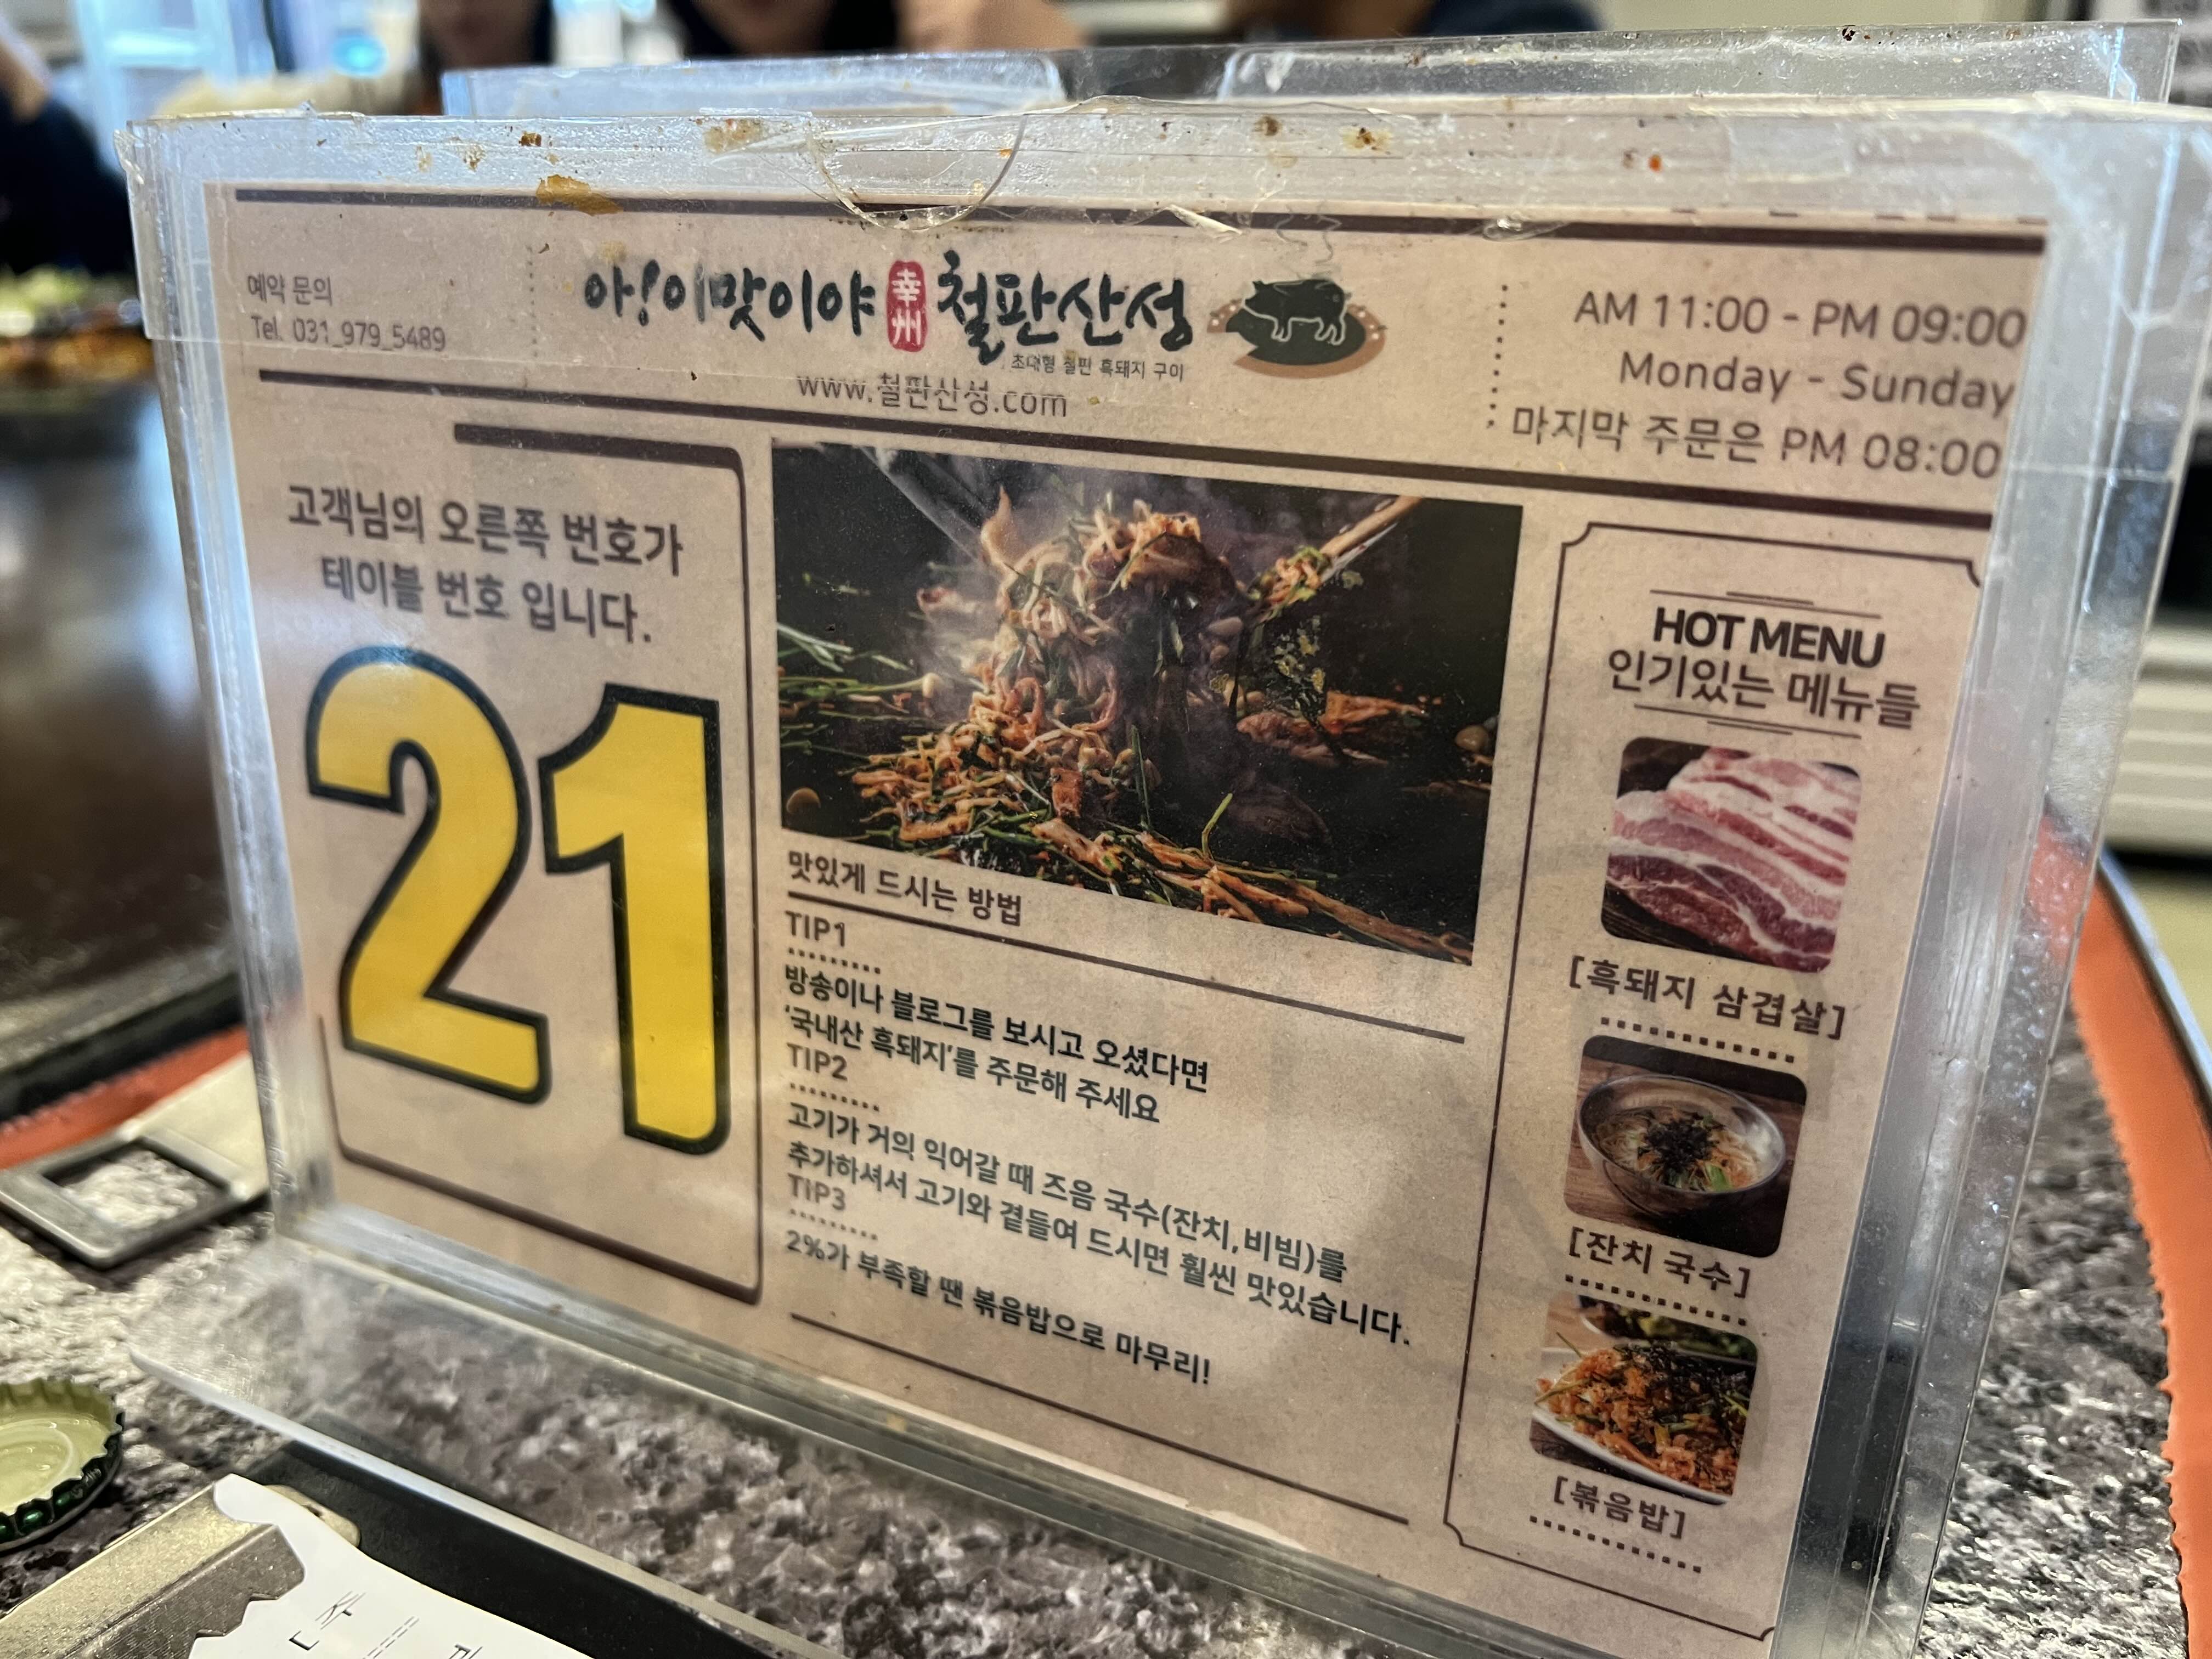 예약 문의
Tel. 031_979_5489
아!이맛이야 幸州 철판산성
초대형 철판 흑돼지 구이
www.철판산성.com
AM 11:00 - PM 09:00
Monday - Sunday
마지막 주문은 PM 08:00
고객님의 오른쪽 번호가
테이블 번호 입니다.
21
맛있게 드시는 방법
TIP1
방송이나 블로그를 보시고 오셨다면
'국내산 흑돼지'를 주문해 주세요
TIP2
고기가 거의 익어갈 때 즈음 국수(잔치,비빔)를
추가하셔서 고기와 곁들여 드시면 훨씬 맛있습니다.
TIP3
2%가 부족할 땐 볶음밥으로 마무리!
HOT MENU
인기있는 메뉴들
[흑돼지 삼겹살]
[잔치 국수]
[볶음밥]